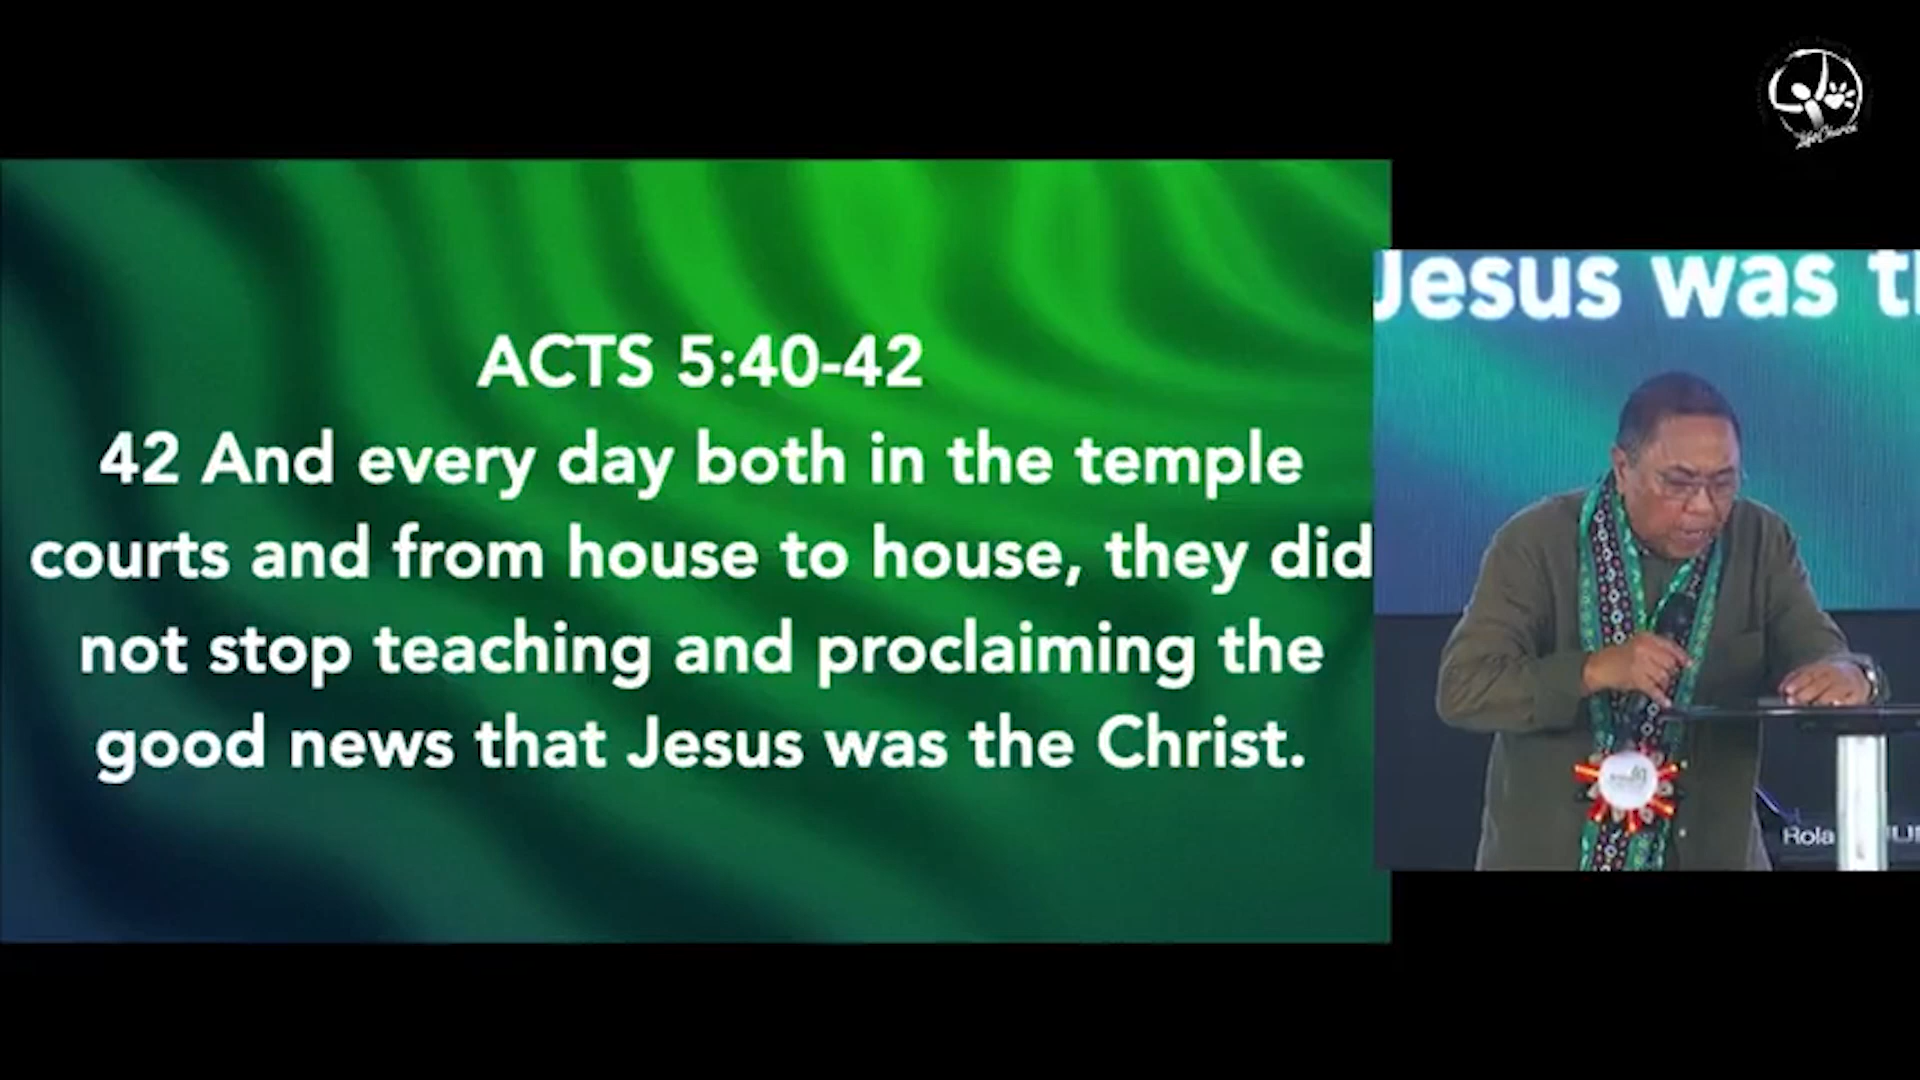 ACTS 5:40-42
42 And every day both in the temple
courts and from house to house, they did
not stop teaching and proclaiming the
good news that Jesus was the Christ.
Jesus was
Rola